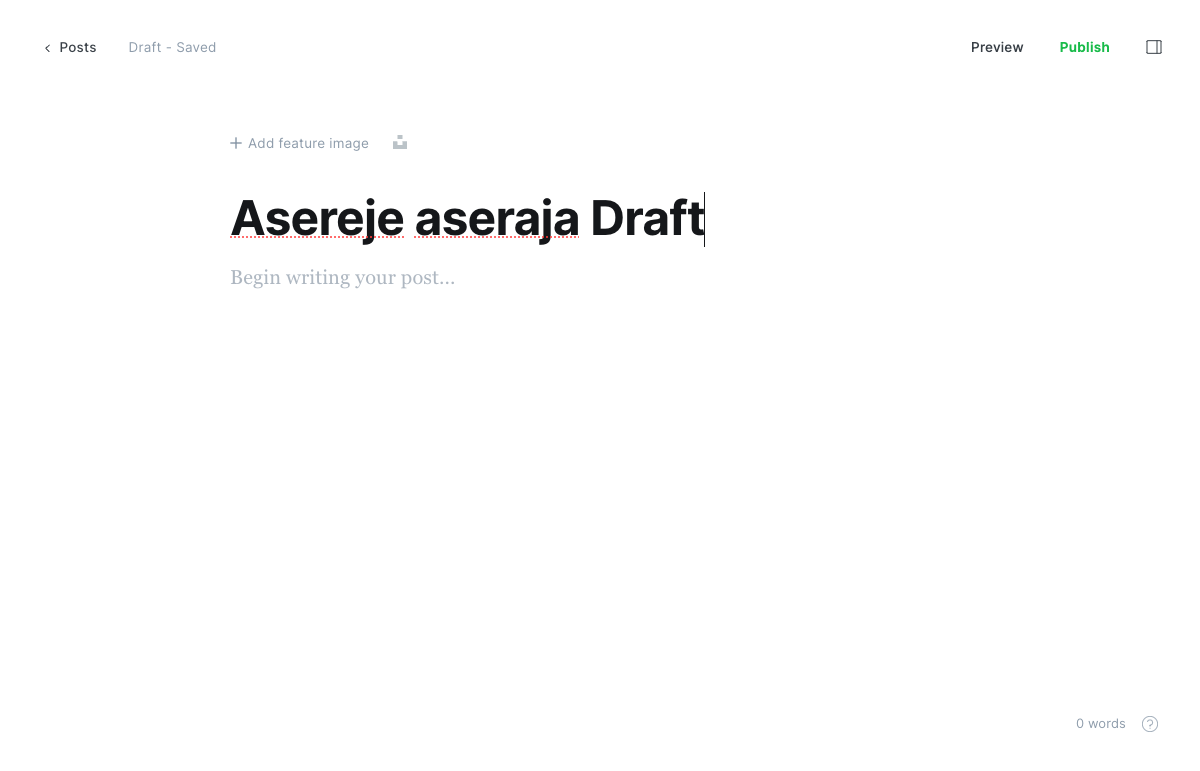 Posts
Draft - Saved
Preview
Publish
Add feature image
Asereje aseraja Draft
Begin writing your post...
0 words
?